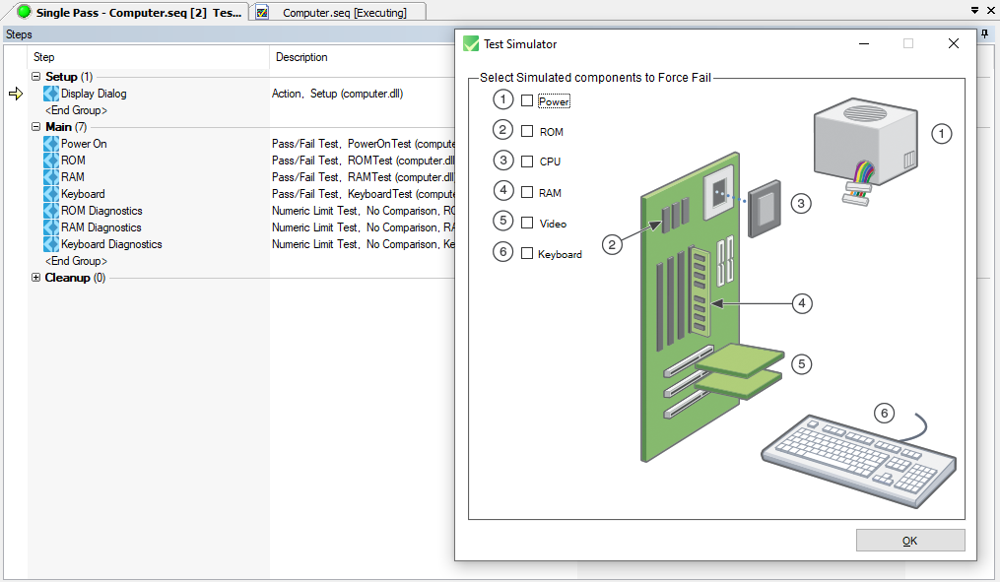 Single Pass - Computer.seq [2]  Tes...
Computer.seq [Executing]
Steps
Step Description
Setup (1)
Display Dialog Action, Setup (computer.dll)
<End Group>
Main (7)
Power On Pass/Fail Test, PowerOnTest (compute
ROM Pass/Fail Test, ROMTest (computer.dll
RAM Pass/Fail Test, RAMTest (computer.dll
Keyboard Pass/Fail Test, KeyboardTest (compute
ROM Diagnostics Numeric Limit Test, No Comparison, RO
RAM Diagnostics Numeric Limit Test, No Comparison, RA
Keyboard Diagnostics Numeric Limit Test, No Comparison, Ke
<End Group>
Cleanup (0)
Test Simulator
Select Simulated components to Force Fail
1 Power
2 ROM
3 CPU
4 RAM
5 Video
6 Keyboard
1
3
2
4
5
6
OK